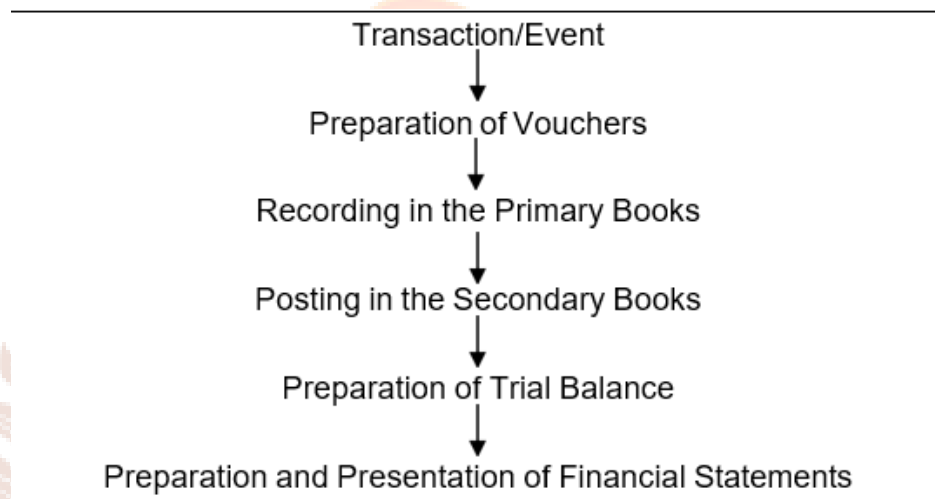 Transaction/Event
Preparation of Vouchers
Recording in the Primary Books
Posting in the Secondary Books
Preparation of Trial Balance
Preparation and Presentation of Financial Statements